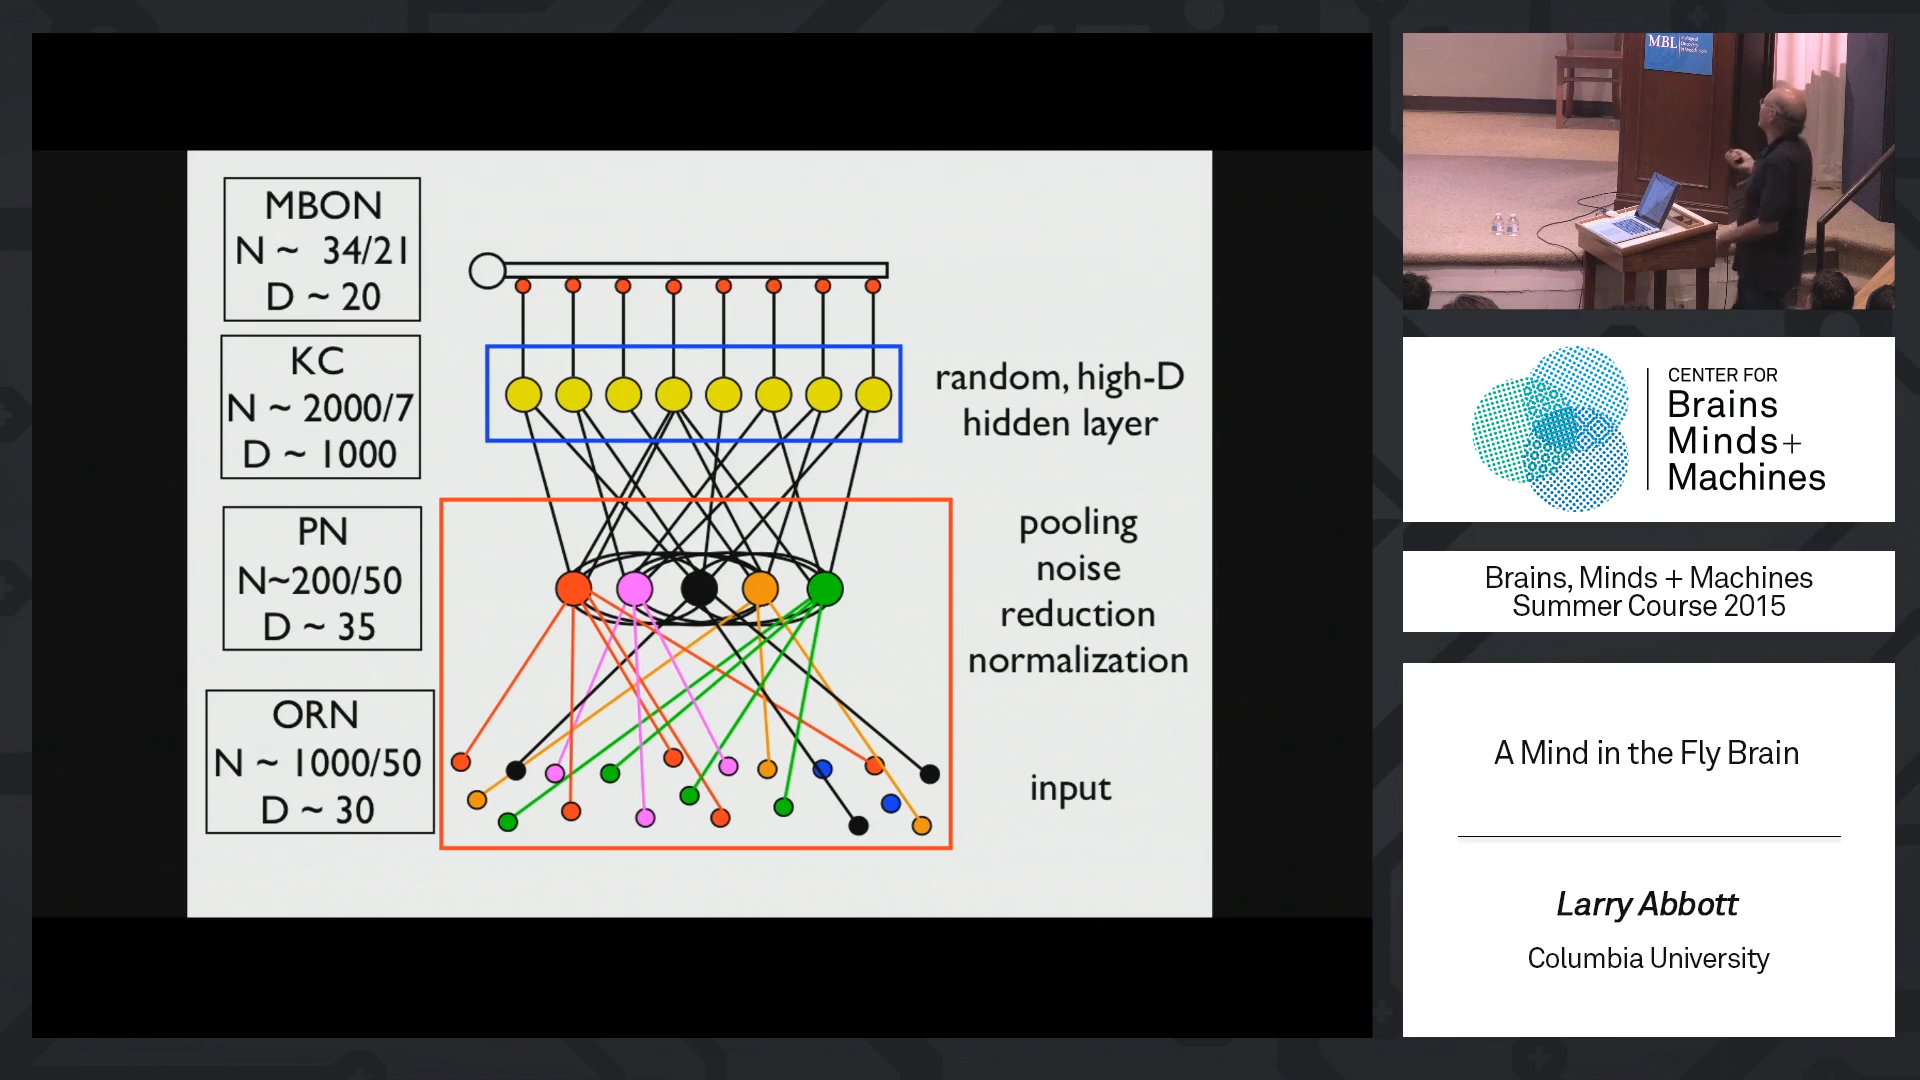 MBON
N ~ 34/21
D ~ 20
KC
N ~ 2000/7
D ~ 1000
PN
N~200/50
D ~ 35
ORN
N ~ 1000/50
D ~ 30
random, high-D
hidden layer
pooling
noise
reduction
normalization
input
MBL
CENTER FOR
Brains
Minds+
Machines
Brains, Minds + Machines
Summer Course 2015
A Mind in the Fly Brain
Larry Abbott
Columbia University